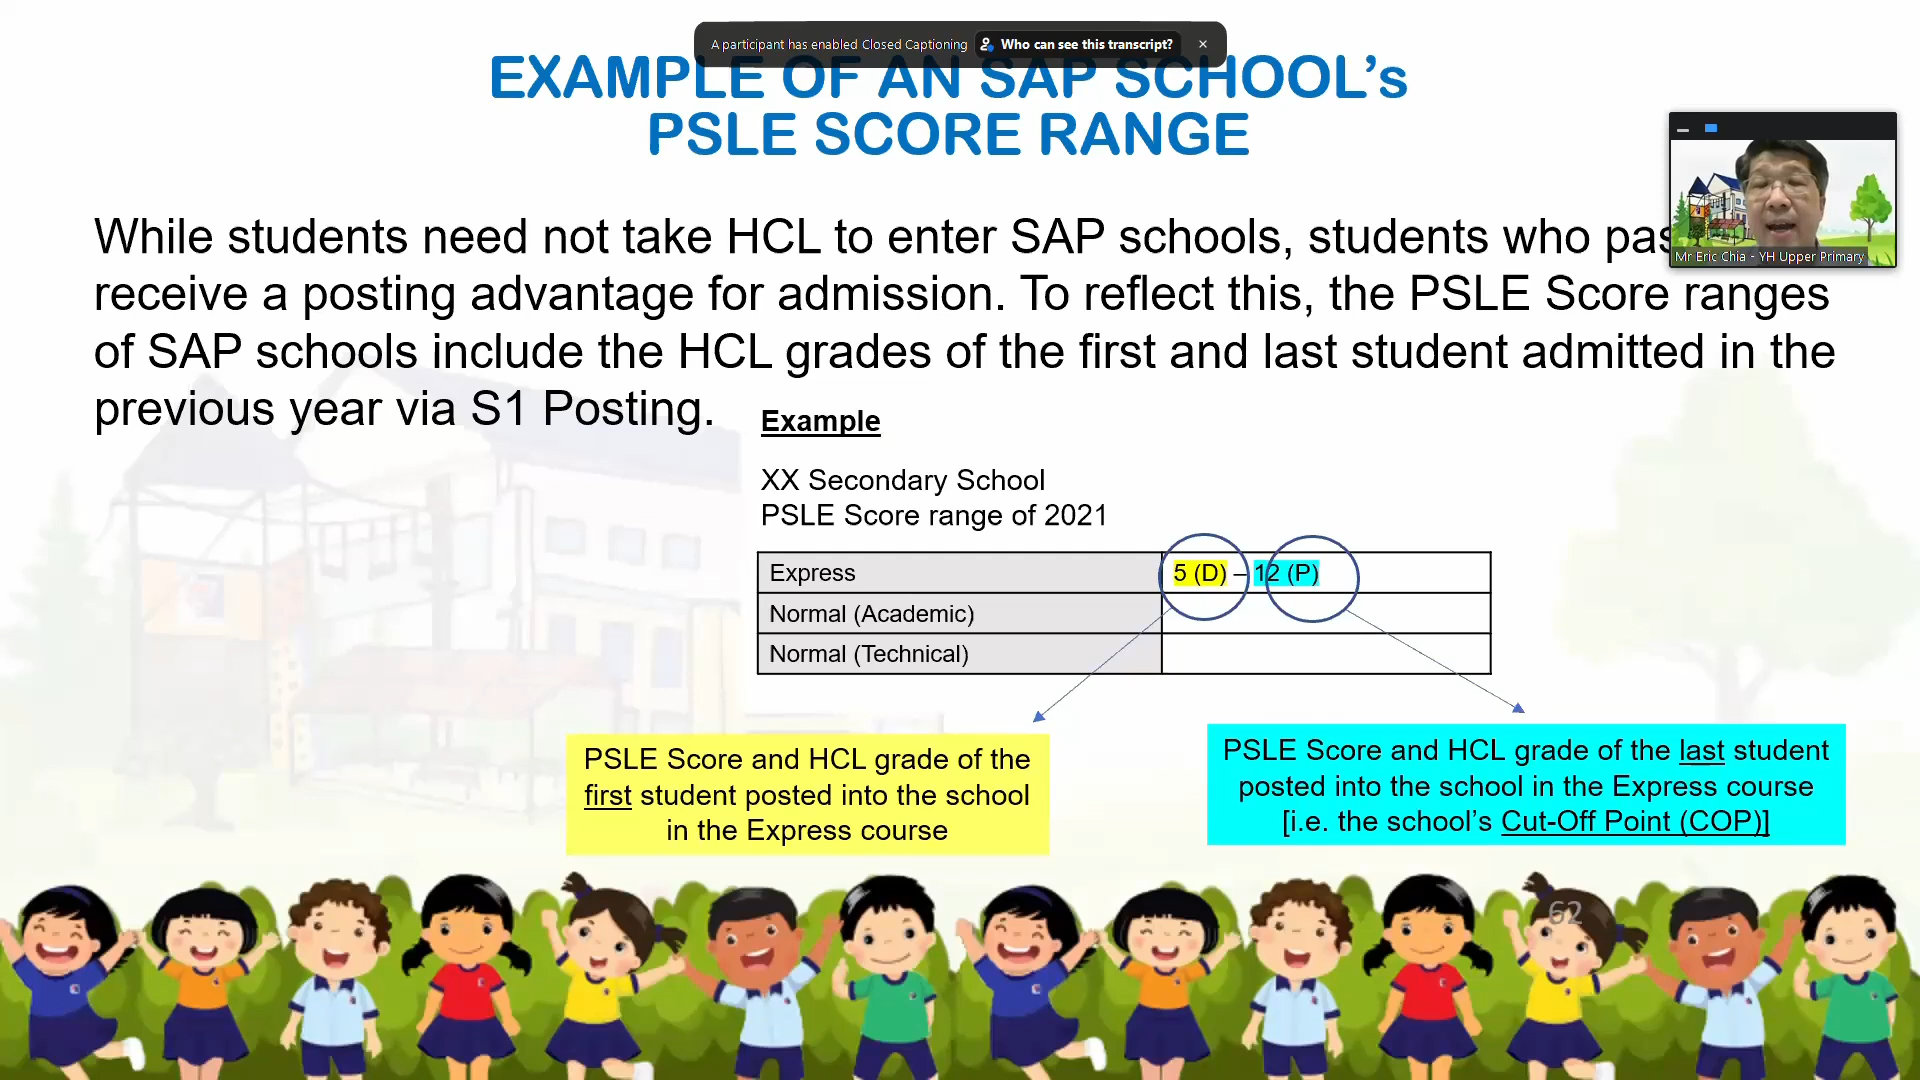 A participant has enabled Closed Captioning Who can see this transcript?
EXAMPLE OF AN SAP SCHOOL's
PSLE SCORE RANGE
Mr Eric Chia - YH Upper Primary
While students need not take HCL to enter SAP schools, students who
receive a posting advantage for admission. To reflect this, the PSLE Score ranges
of SAP schools include the HCL grades of the first and last student admitted in the
previous year via S1 Posting.
Example
XX Secondary School
PSLE Score range of 2021
Express 5 (D) – 12 (P)
Normal (Academic)
Normal (Technical)
PSLE Score and HCL grade of the
first student posted into the school
in the Express course
PSLE Score and HCL grade of the last student
posted into the school in the Express course
[i.e. the school's Cut-Off Point (COP)]
62